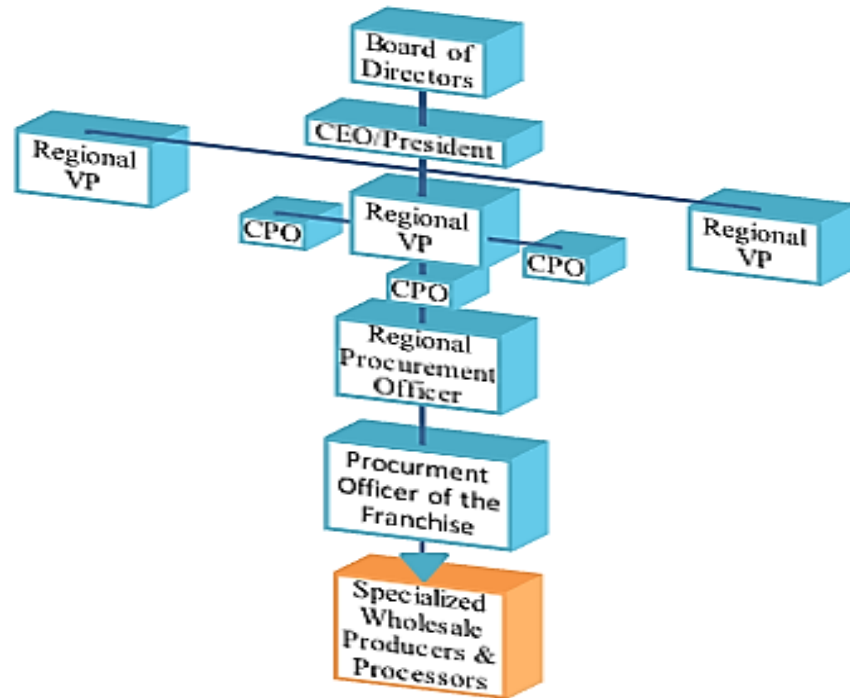 Board of
Directors
CEO/President
Regional
VP
Regional
VP
Regional
VP
CPO
CPO
CPO
Regional
Procurement
Officer
Procurment
Officer of the
Franchise
Specialized
Wholesale
Producers &
Processors